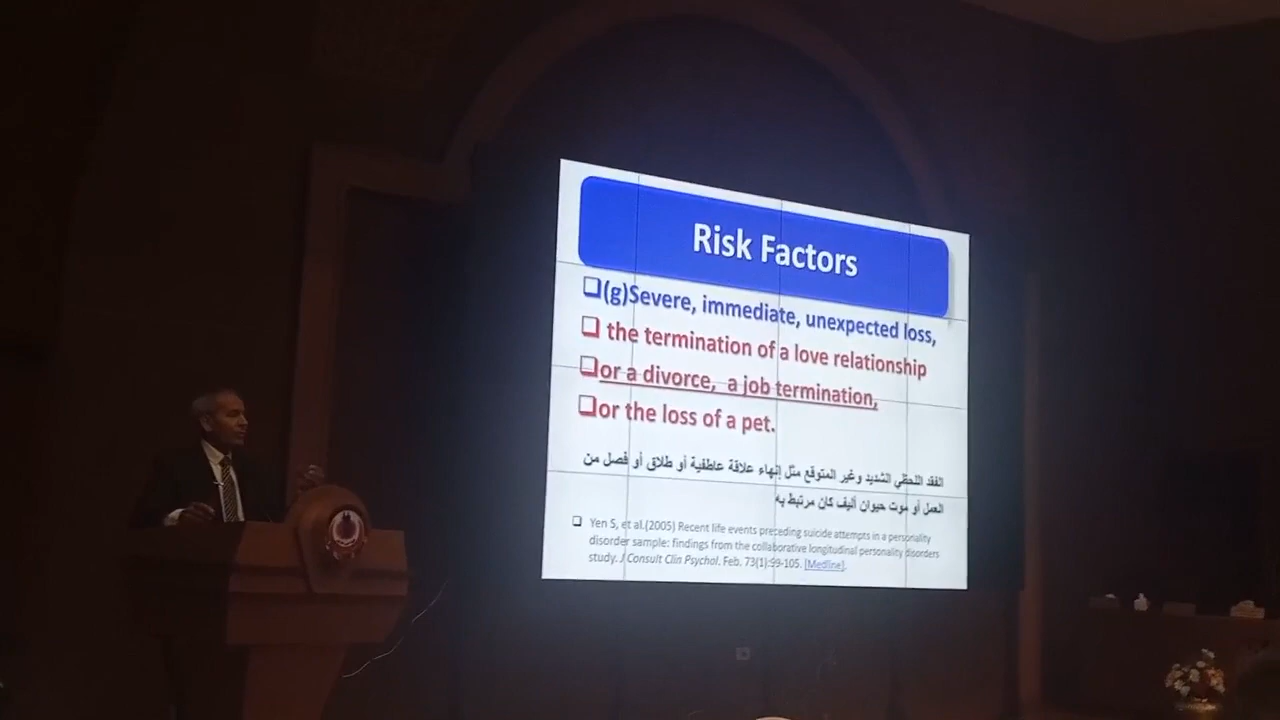 Risk Factors
(g)Severe, immediate, unexpected loss,
the termination of a love relationship
or a divorce, a job termination,
or the loss of a pet.
الفقد اللحظي الشديد وغير المتوقع مثل إنهاء علاقة عاطفية أو طلاق أو فصل من
العمل أو موت حيوان أليف كان مرتبط به
Yen S, et al.(2005) Recent life events preceding suicide attempts in a personality
disorder sample: findings from the collaborative longitudinal personality disorders
study. J Consult Clin Psychol. Feb. 73(1):99-105. [Medline].